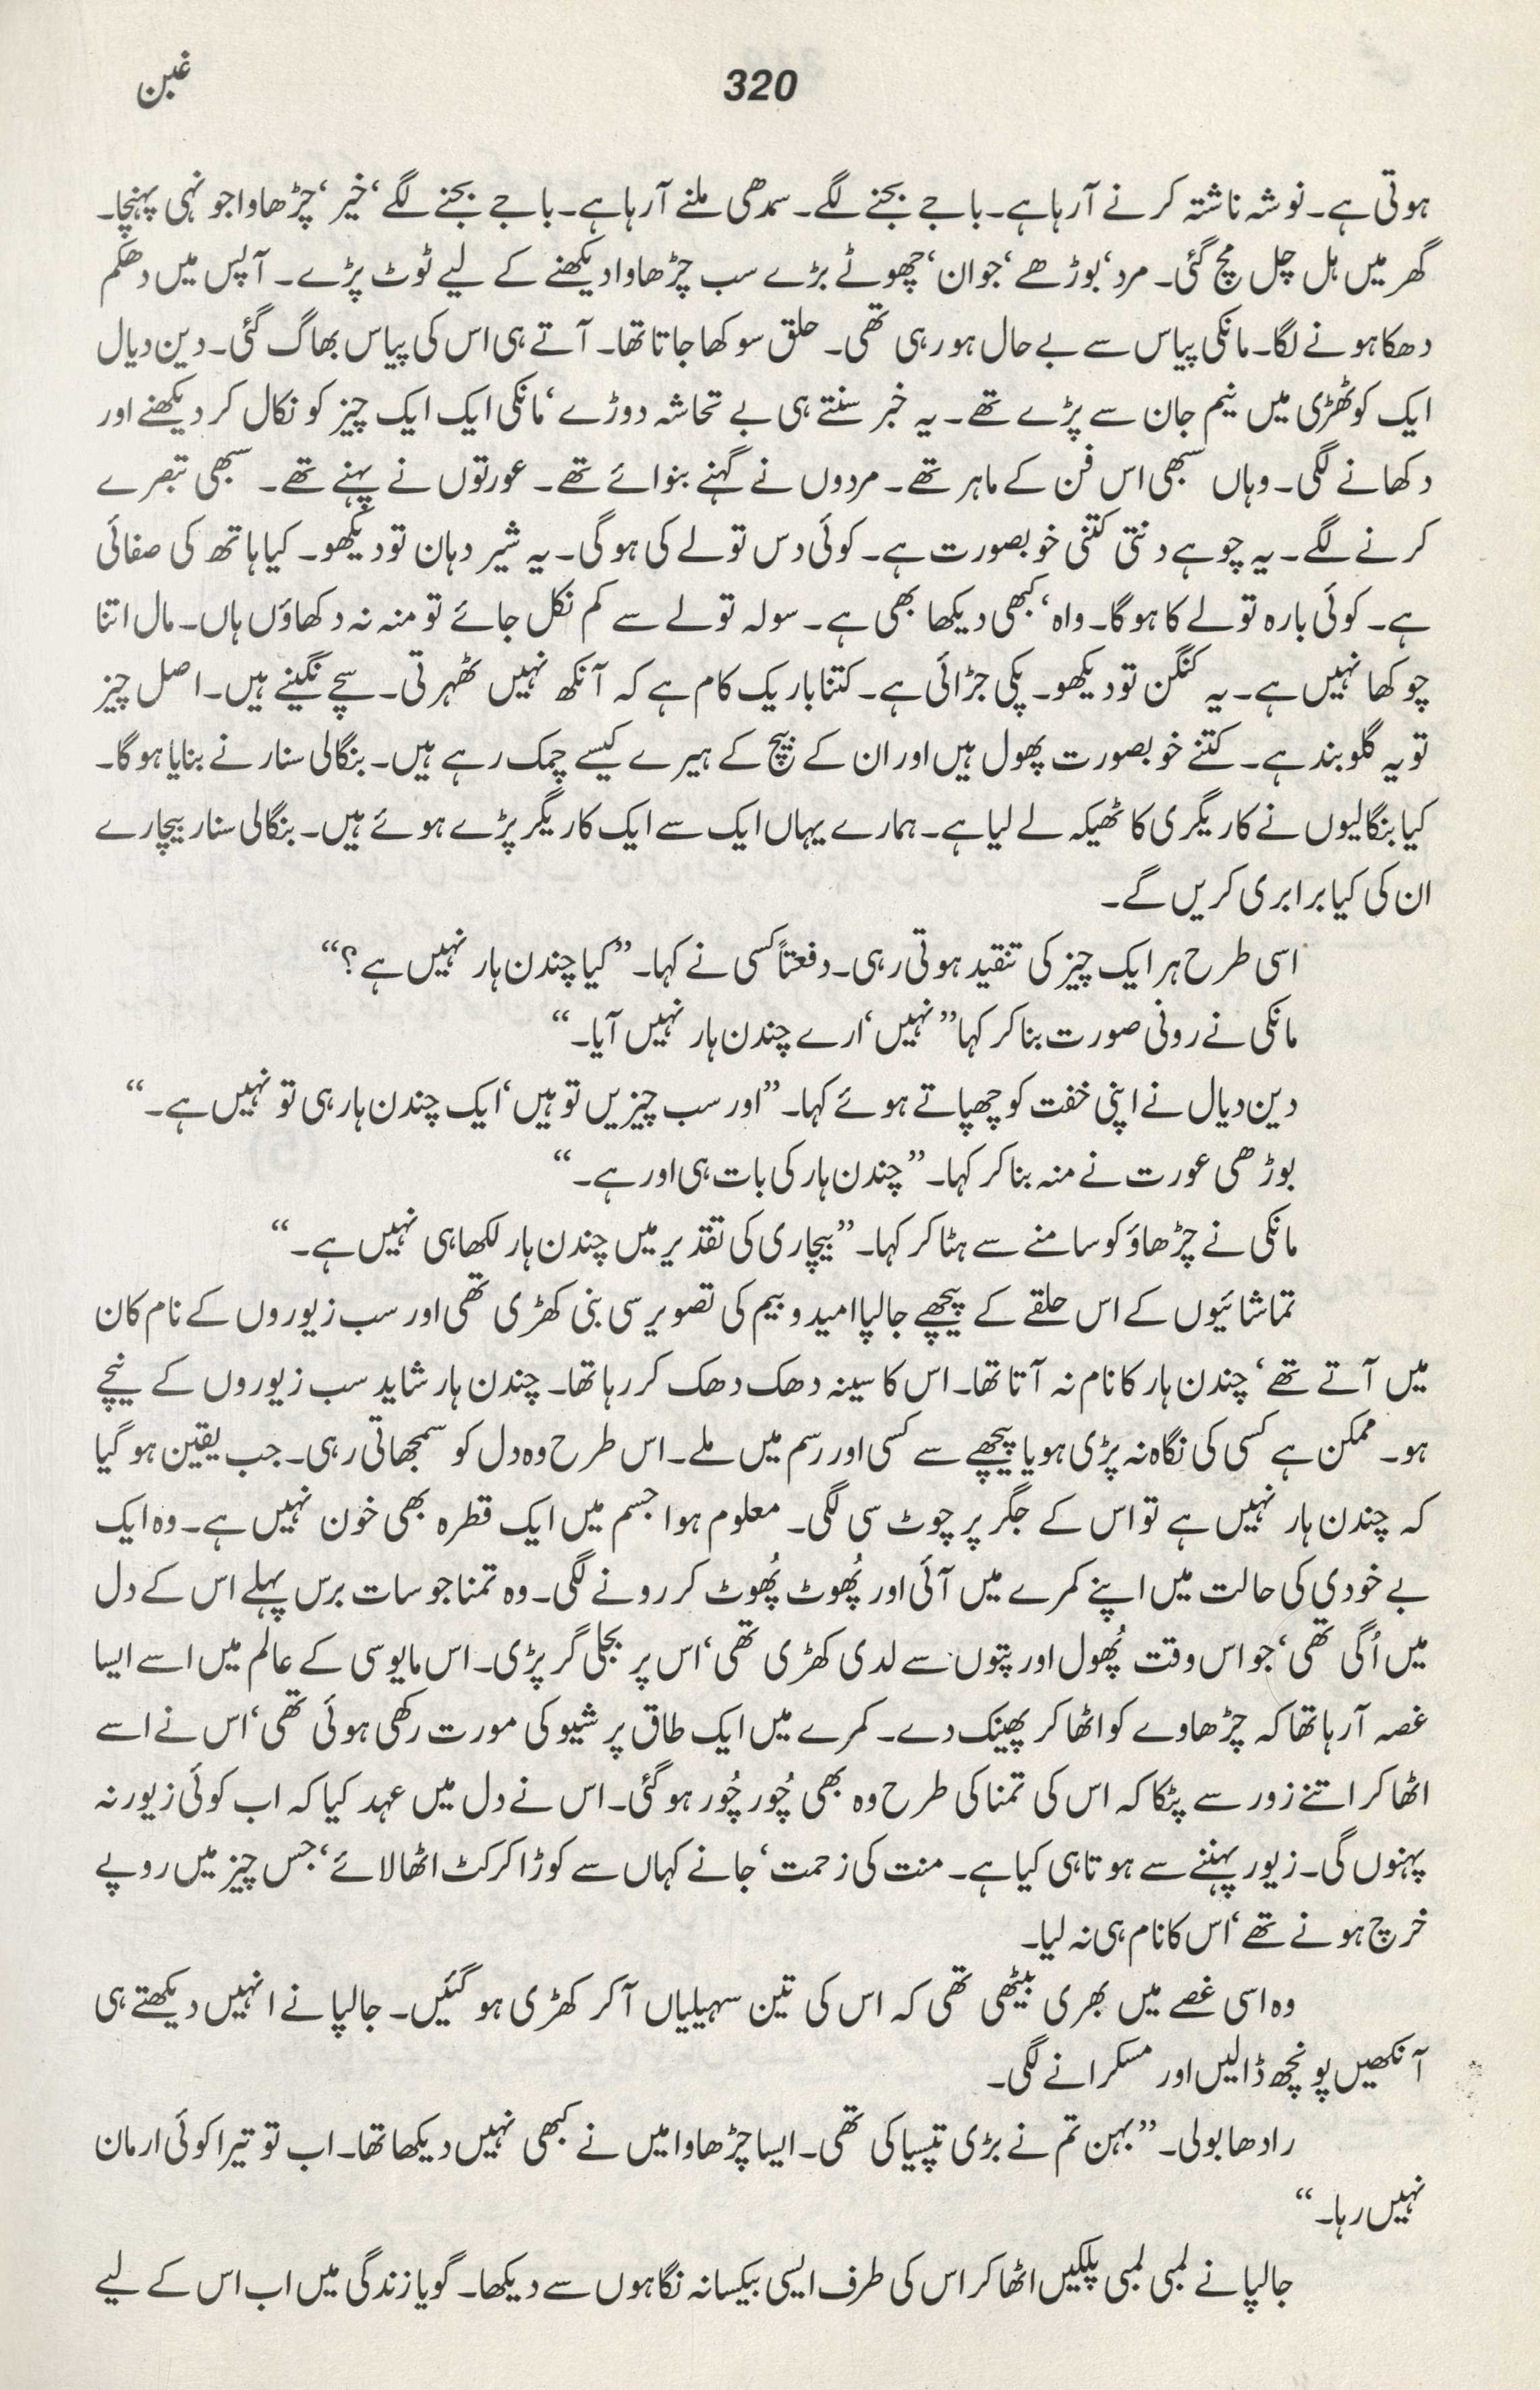 غبن
320
ہوتی ہے۔ نوشہ ناشتہ کرنے آرہا ہے۔ باجے بجنے لگے۔ سمدھی ملنے آرہا ہے۔ باجے بجنے لگے‘ خیر‘ چڑھاوا جو نہی پہنچا۔
گھر میں ہل چل مچ گئی۔ مرد‘ بوڑھے‘ جوان‘ چھوٹے بڑے سب چڑھاوا دیکھنے کے لیے ٹوٹ پڑے۔ آپس میں دھکم
دھکا ہونے لگا۔ مانکی پیاس سے بے حال ہو رہی تھی۔ حلق سوکھا جاتا تھا۔ آتے ہی اس کی پیاس بھاگ گئی۔ دین دیال
ایک کوٹھڑی میں نیم جان سے پڑے تھے۔ یہ خبر سنتے ہی بے تحاشہ دوڑے‘ مانکی ایک ایک چیز کو نکال کر دیکھنے اور
دکھانے لگی۔ وہاں سبھی اس فن کے ماہر تھے۔ مردوں نے گہنے بنوائے تھے۔ عورتوں نے پہنے تھے۔ سبھی تبصرے
کرنے لگے۔ یہ چوہے دنتی کتنی خوبصورت ہے۔ کوئی دس تولے کی ہوگی۔ یہ شیر دہان تو دیکھو۔ کیا ہاتھ کی صفائی
ہے۔ کوئی بارہ تولے کا ہوگا۔ واہ‘ کبھی دیکھا بھی ہے۔ سولہ تولے سے کم نکل جائے تو منہ نہ دکھاؤں ہاں۔ مال اتنا
چوکھا نہیں ہے۔ یہ کنگن تو دیکھو۔ پکی جڑائی ہے۔ کتنا باریک کام ہے کہ آنکھ نہیں ٹھہرتی۔ سچے نگینے ہیں۔ اصل چیز
تو یہ گلوبند ہے۔ کتنے خوبصورت پھول ہیں اور ان کے بیچ کے ہیرے کیسے چمک رہے ہیں۔ بنگالی سنار نے بنایا ہوگا۔
کیا بنگالیوں نے کاریگری کا ٹھیکہ لے لیا ہے۔ ہمارے یہاں ایک سے ایک کاریگر پڑے ہوئے ہیں۔ بنگالی سنار بیچارے
ان کی کیا برابری کریں گے۔
اسی طرح ہر ایک چیز کی تنقید ہوتی رہی۔ دفعتاً کسی نے کہا۔ ”کیا چندن ہار نہیں ہے؟“
مانکی نے رونی صورت بنا کر کہا ”نہیں‘ ارے چندن ہار نہیں آیا۔“
دین دیال نے اپنی خفت کو چھپاتے ہوئے کہا۔ ”اور سب چیزیں تو ہیں‘ ایک چندن ہار ہی تو نہیں ہے۔“
بوڑھی عورت نے منہ بنا کر کہا۔ ”چندن ہار کی بات ہی اور ہے۔“
مانکی نے چڑھاؤ کو سامنے سے ہٹا کر کہا۔ ”بیچاری کی تقدیر میں چندن ہار لکھا ہی نہیں ہے۔“
تماشائیوں کے اس حلقے کے پیچھے جالپا امید و بیم کی تصویر سی بنی کھڑی تھی اور سب زیوروں کے نام کان
میں آتے تھے‘ چندن ہار کا نام نہ آتا تھا۔ اس کا سینہ دھک دھک کر رہا تھا۔ چندن ہار شاید سب زیوروں کے نیچے
ہو۔ ممکن ہے کسی کی نگاہ نہ پڑی ہو یا پیچھے سے کسی اور رسم میں ملے۔ اس طرح وہ دل کو سمجھاتی رہی۔ جب یقین ہو گیا
کہ چندن ہار نہیں ہے تو اس کے جگر پر چوٹ سی لگی۔ معلوم ہوا جسم میں ایک قطرہ بھی خون نہیں ہے۔ وہ ایک
بے خودی کی حالت میں اپنے کمرے میں آئی اور پُھوٹ پُھوٹ کر رونے لگی۔ وہ تمنا جو سات برس پہلے اس کے دل
میں اُگی تھی‘ جو اس وقت پُھول اور پتوں سے لدی کھڑی تھی‘ اس پر بجلی گر پڑی۔ اس مایوسی کے عالم میں اسے ایسا
غصہ آرہا تھا کہ چڑھاوے کو اٹھا کر پھینک دے۔ کمرے میں ایک طاق پر شیو کی مورت رکھی ہوئی تھی‘ اس نے اسے
اٹھا کر اتنے زور سے پٹکا کہ اس کی تمنا کی طرح وہ بھی چُور چُور ہو گئی۔ اس نے دل میں عہد کیا کہ اب کوئی زیور نہ
پہنوں گی۔ زیور پہننے سے ہوتا ہی کیا ہے۔ منت کی زحمت‘ جانے کہاں سے کوڑا کرکٹ اٹھا لائے‘ جس چیز میں روپے
خرچ ہونے تھے‘ اس کا نام ہی نہ لیا۔
وہ اسی غصے میں بھری بیٹھی تھی کہ اس کی تین سہیلیاں آ کر کھڑی ہو گئیں۔ جالپا نے انہیں دیکھتے ہی
آنکھیں پونچھ ڈالیں اور مسکرانے لگی۔
رادھا بولی۔ ”بہن تم نے بڑی تپسیا کی تھی۔ ایسا چڑھاوا میں نے کبھی نہیں دیکھا تھا۔ اب تو تیرا کوئی ارمان
نہیں رہا۔“
جالپا نے لمبی لمبی پلکیں اٹھا کر اس کی طرف ایسی بیکسانہ نگاہوں سے دیکھا۔ گویا زندگی میں اب اس کے لیے